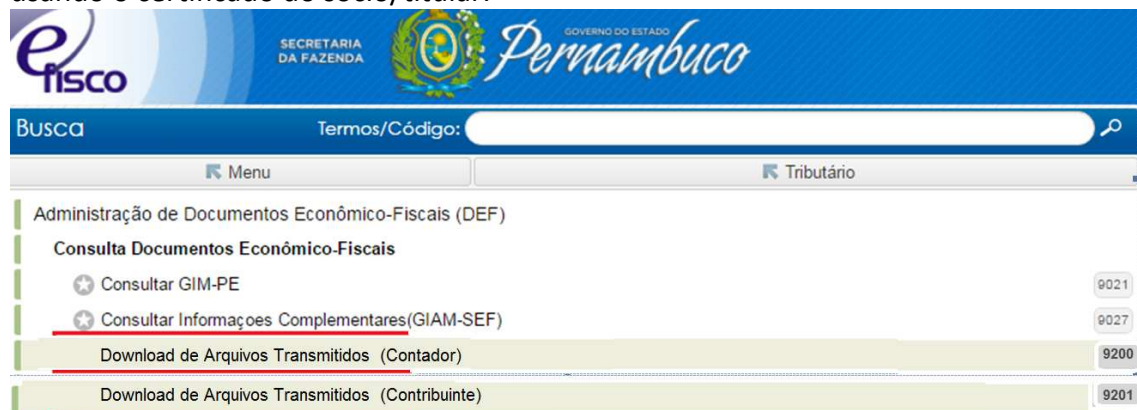 e
fisco
SECRETARIA
DA FAZENDA
GOVERNO DO ESTADO
Pernambuco
Busca Termos/Código:
Menu Tributário
Administração de Documentos Econômico-Fiscais (DEF)
Consulta Documentos Econômico-Fiscais
Consultar GIM-PE 9021
Consultar Informaçoes Complementares(GIAM-SEF) 9027
Download de Arquivos Transmitidos (Contador) 9200
Download de Arquivos Transmitidos (Contribuinte) 9201